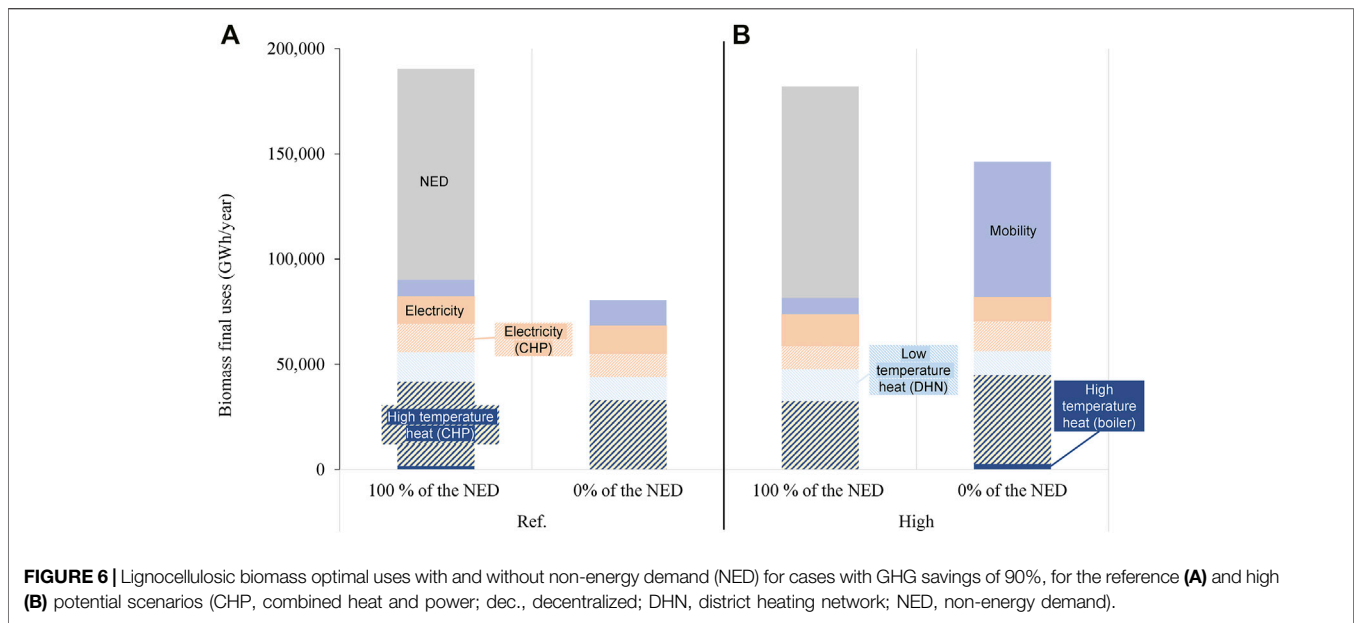 A
B
200,000
150,000
100,000
50,000
0
Biomass final uses (GWh/year)
NED
Electricity
Electricity
(CHP)
High temperature
heat (CHP)
Mobility
Low
temperature
heat (DHN)
High
temperature
heat (boiler)
100 % of the NED
0% of the NED
100 % of the NED
0% of the NED
Ref.
High
FIGURE 6 | Lignocellulosic biomass optimal uses with and without non-energy demand (NED) for cases with GHG savings of 90%, for the reference (A) and high
(B) potential scenarios (CHP, combined heat and power; dec., decentralized; DHN, district heating network; NED, non-energy demand).